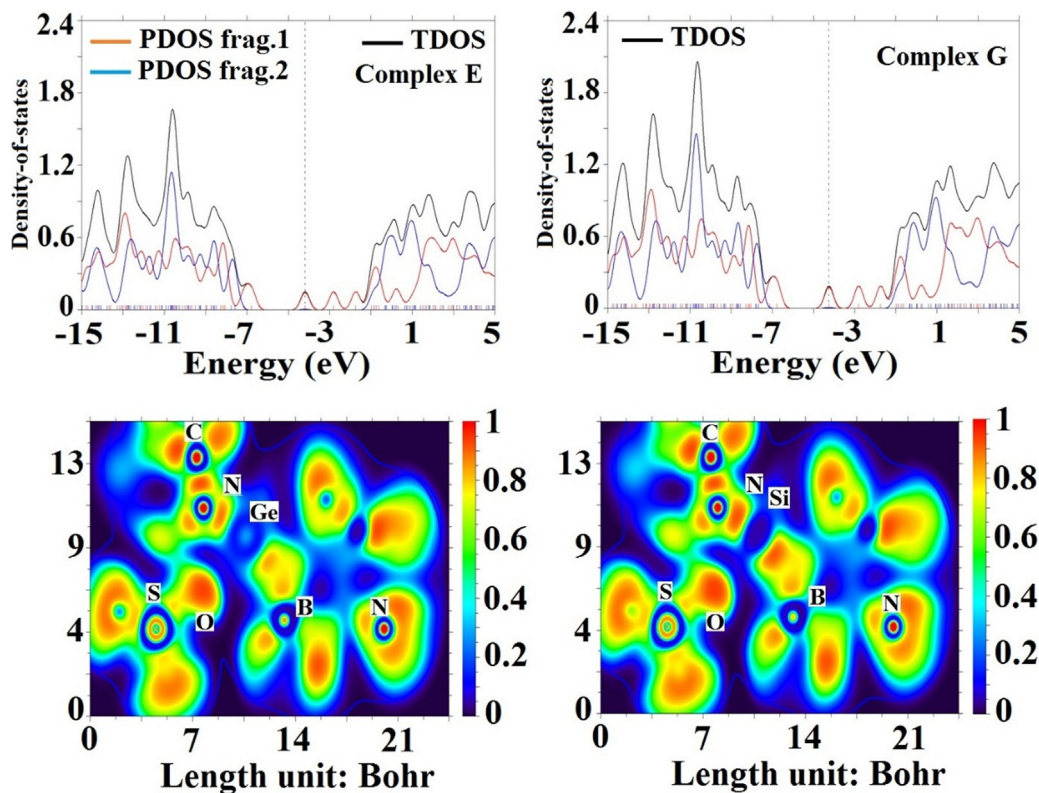 2.4
PDOS frag.1
TDOS
PDOS frag.2
Complex E
1.8
Density-of-states
1.2
0.6
0
-15
-11
-7
-3
1
5
Energy (eV)
2.4
TDOS
Complex G
1.8
Density-of-states
1.2
0.6
0
-15
-11
-7
-3
1
5
Energy (eV)
C
N
Ge
S
O
B
N
13
9
4
0
0
7
14
21
Length unit: Bohr
1
0.8
0.6
0.4
0.2
0
C
N
Si
S
O
B
N
13
9
4
0
0
7
14
21
Length unit: Bohr
1
0.8
0.6
0.4
0.2
0